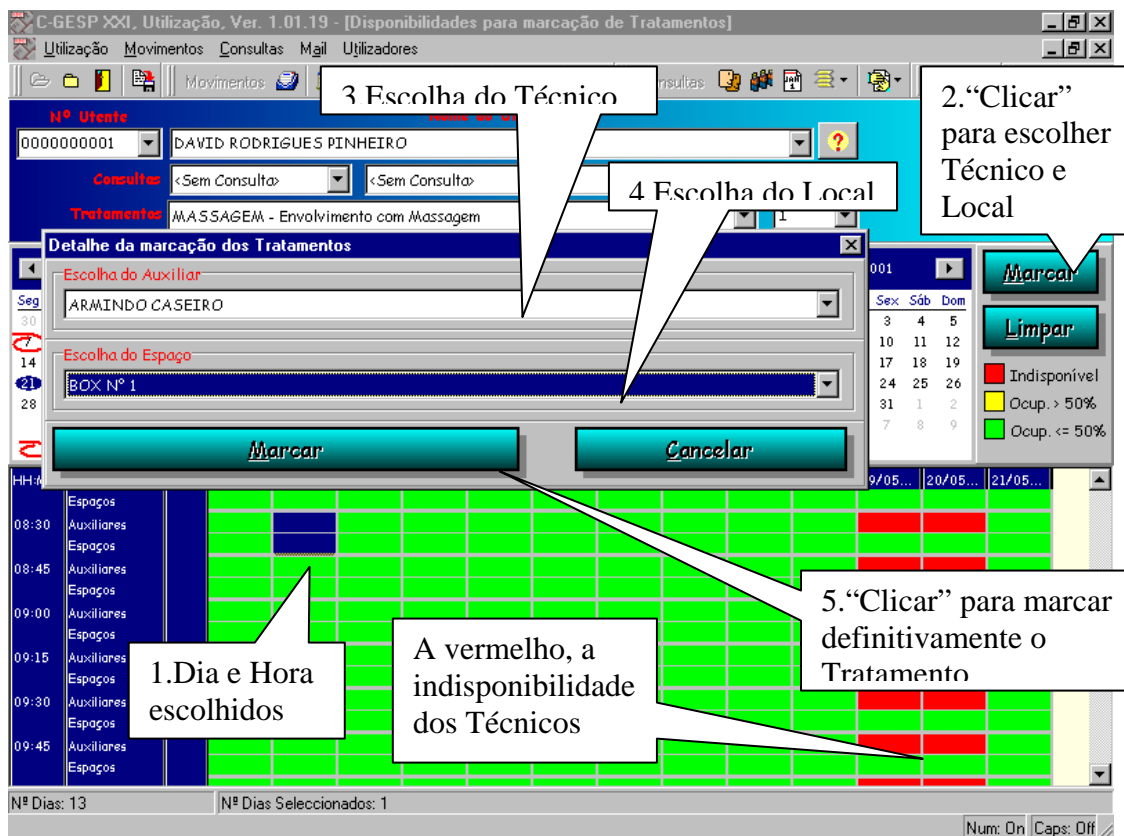 C-GESP XXI, Utilização, Ver. 1.01.19 - [Disponibilidades para marcação de Tratamentos]
Utilização Movimentos Consultas Mail Utilizadores
Movimentos
3.Escolha do Técnico
2.“Clicar”
para escolher
Técnico e
Local
Nº Utente
0000000001 DAVID RODRIGUES PINHEIRO
Consultas <Sem Consulta> <Sem Consulta>
4.Escolha do Local
Tratamentos MASSAGEM - Envolvimento com Massagem 1
Detalhe da marcação dos Tratamentos
Escolha do Auxiliar
ARMINDO CASEIRO
Escolha do Espaço
BOX Nº 1
Marcar Cancelar
001
Marcar
Limpar
Seg Sex Sáb Dom
30 3 4 5
7 10 11 12
14 17 18 19
21 24 25 26
28 31 1 2
7 8 9
Indisponível
Ocup. > 50%
Ocup. <= 50%
20/05... 21/05...
Espaços
08:30 Auxiliares
Espaços
08:45 Auxiliares
Espaços
09:00 Auxiliares
Espaços
09:15 Auxiliares
Espaços
09:30 Auxiliares
Espaços
09:45 Auxiliares
Espaços
1.Dia e Hora
escolhidos
A vermelho, a
indisponibilidade
dos Técnicos
5.“Clicar” para marcar
definitivamente o
Tratamento
Nº Dias: 13 Nº Dias Seleccionados: 1
Num: On Caps: Off